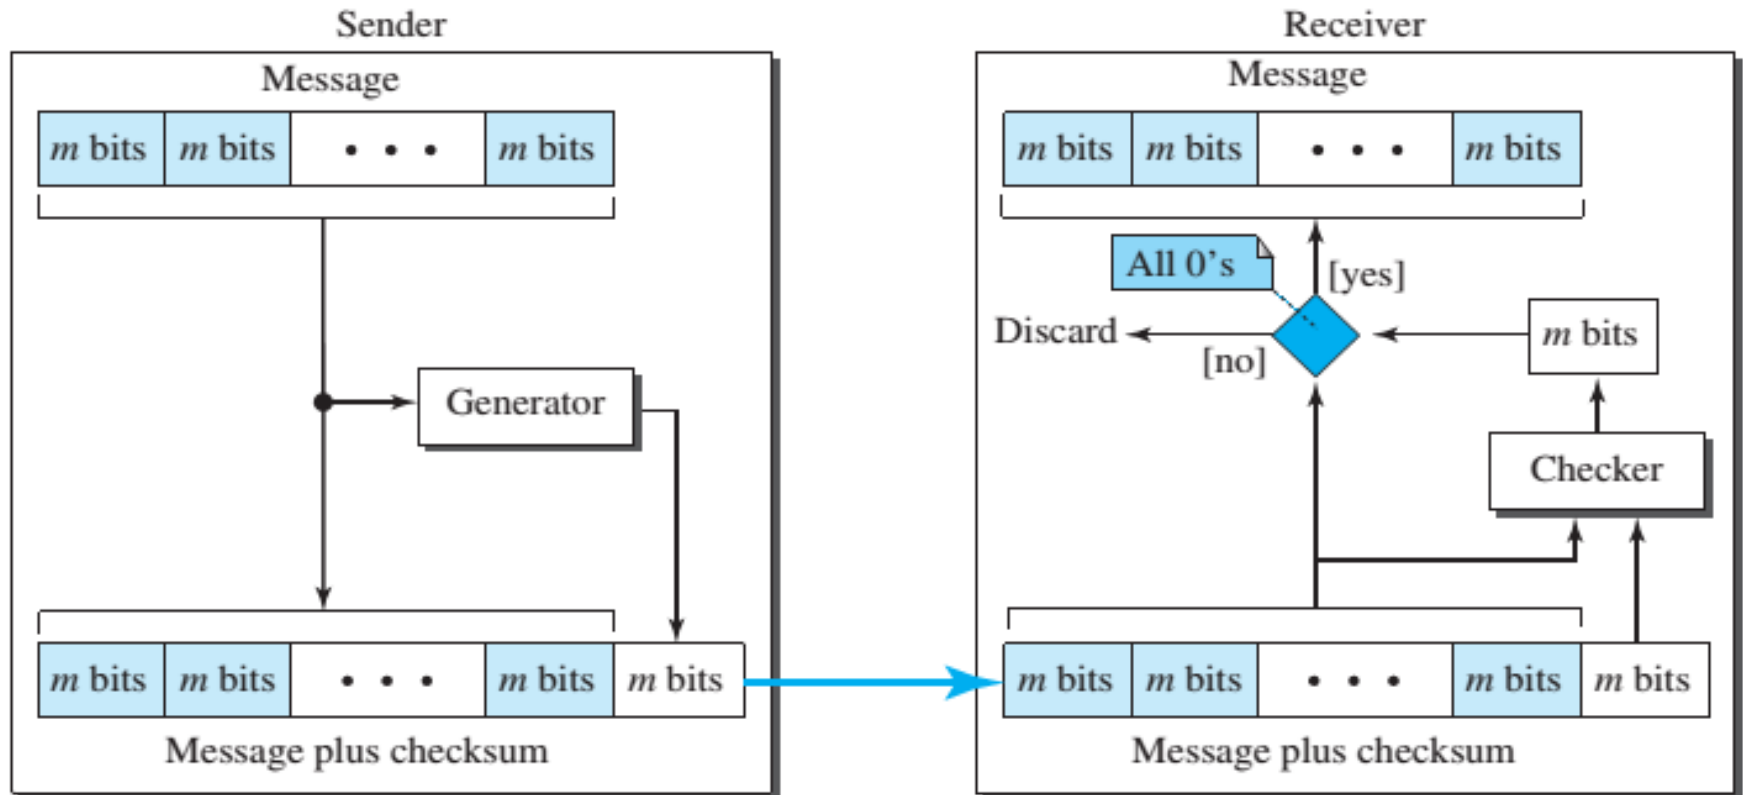 Sender
Message
m bits m bits • • • m bits
Generator
m bits m bits • • • m bits m bits
Message plus checksum
Receiver
Message
m bits m bits • • • m bits
All 0’s
[yes]
Discard
[no]
m bits
Checker
m bits m bits • • • m bits m bits
Message plus checksum